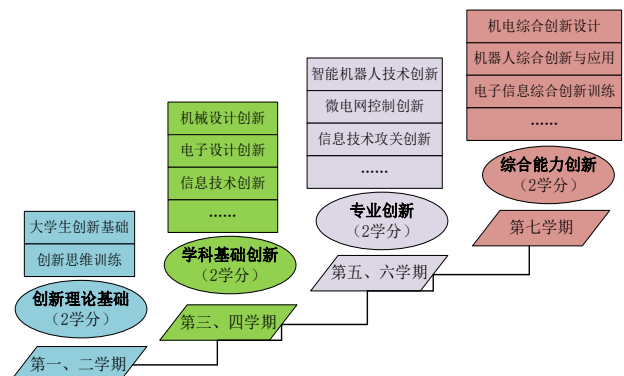 大学生创新基础
创新思维训练
创新理论基础
（2学分）
第一、二学期
机械设计创新
电子设计创新
信息技术创新
……
学科基础创新
（2学分）
第三、四学期
智能机器人技术创新
微电网控制创新
信息技术攻关创新
……
专业创新
（2学分）
第五、六学期
机电综合创新设计
机器人综合创新与应用
电子信息综合创新训练
……
综合能力创新
（2学分）
第七学期